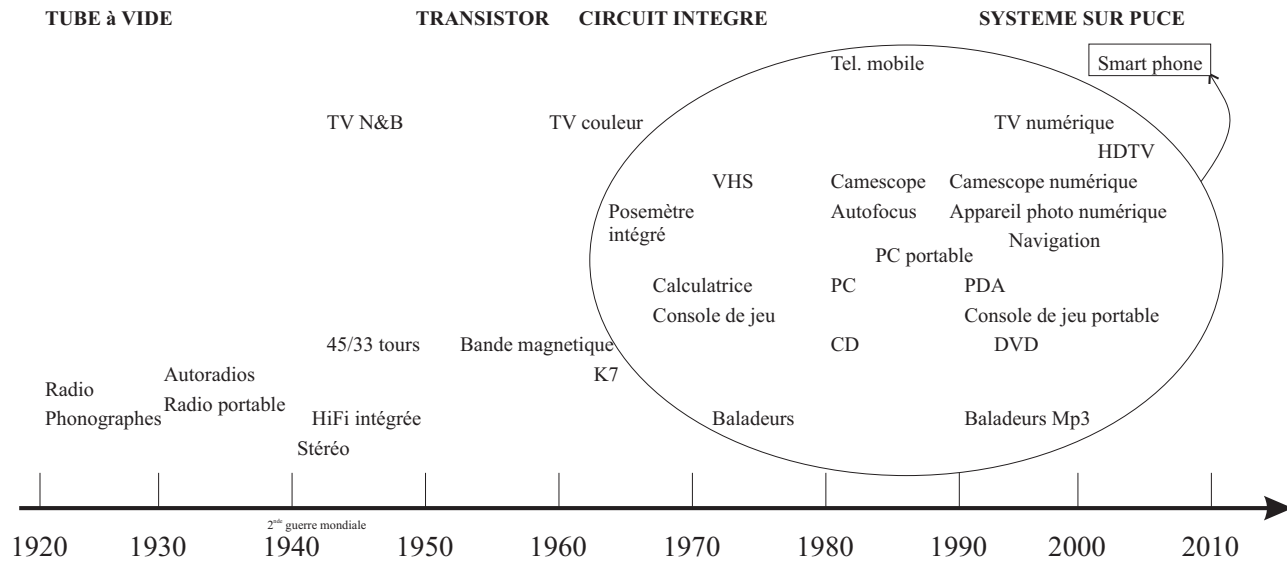 TUBE à VIDE TRANSISTOR CIRCUIT INTEGRE SYSTEME SUR PUCE
Tel. mobile Smart phone
TV N&B TV couleur TV numérique
HDTV
VHS Camescope Camescope numérique
Posemètre Autofocus Appareil photo numérique
intégré
Navigation
PC portable
Calculatrice PC PDA
Console de jeu Console de jeu portable
45/33 tours Bande magnetique CD DVD
Autoradios K7
Radio
Radio portable
Phonographes HiFi intégrée Baladeurs Baladeurs Mp3
Stéréo
2nde guerre mondiale
1920 1930 1940 1950 1960 1970 1980 1990 2000 2010